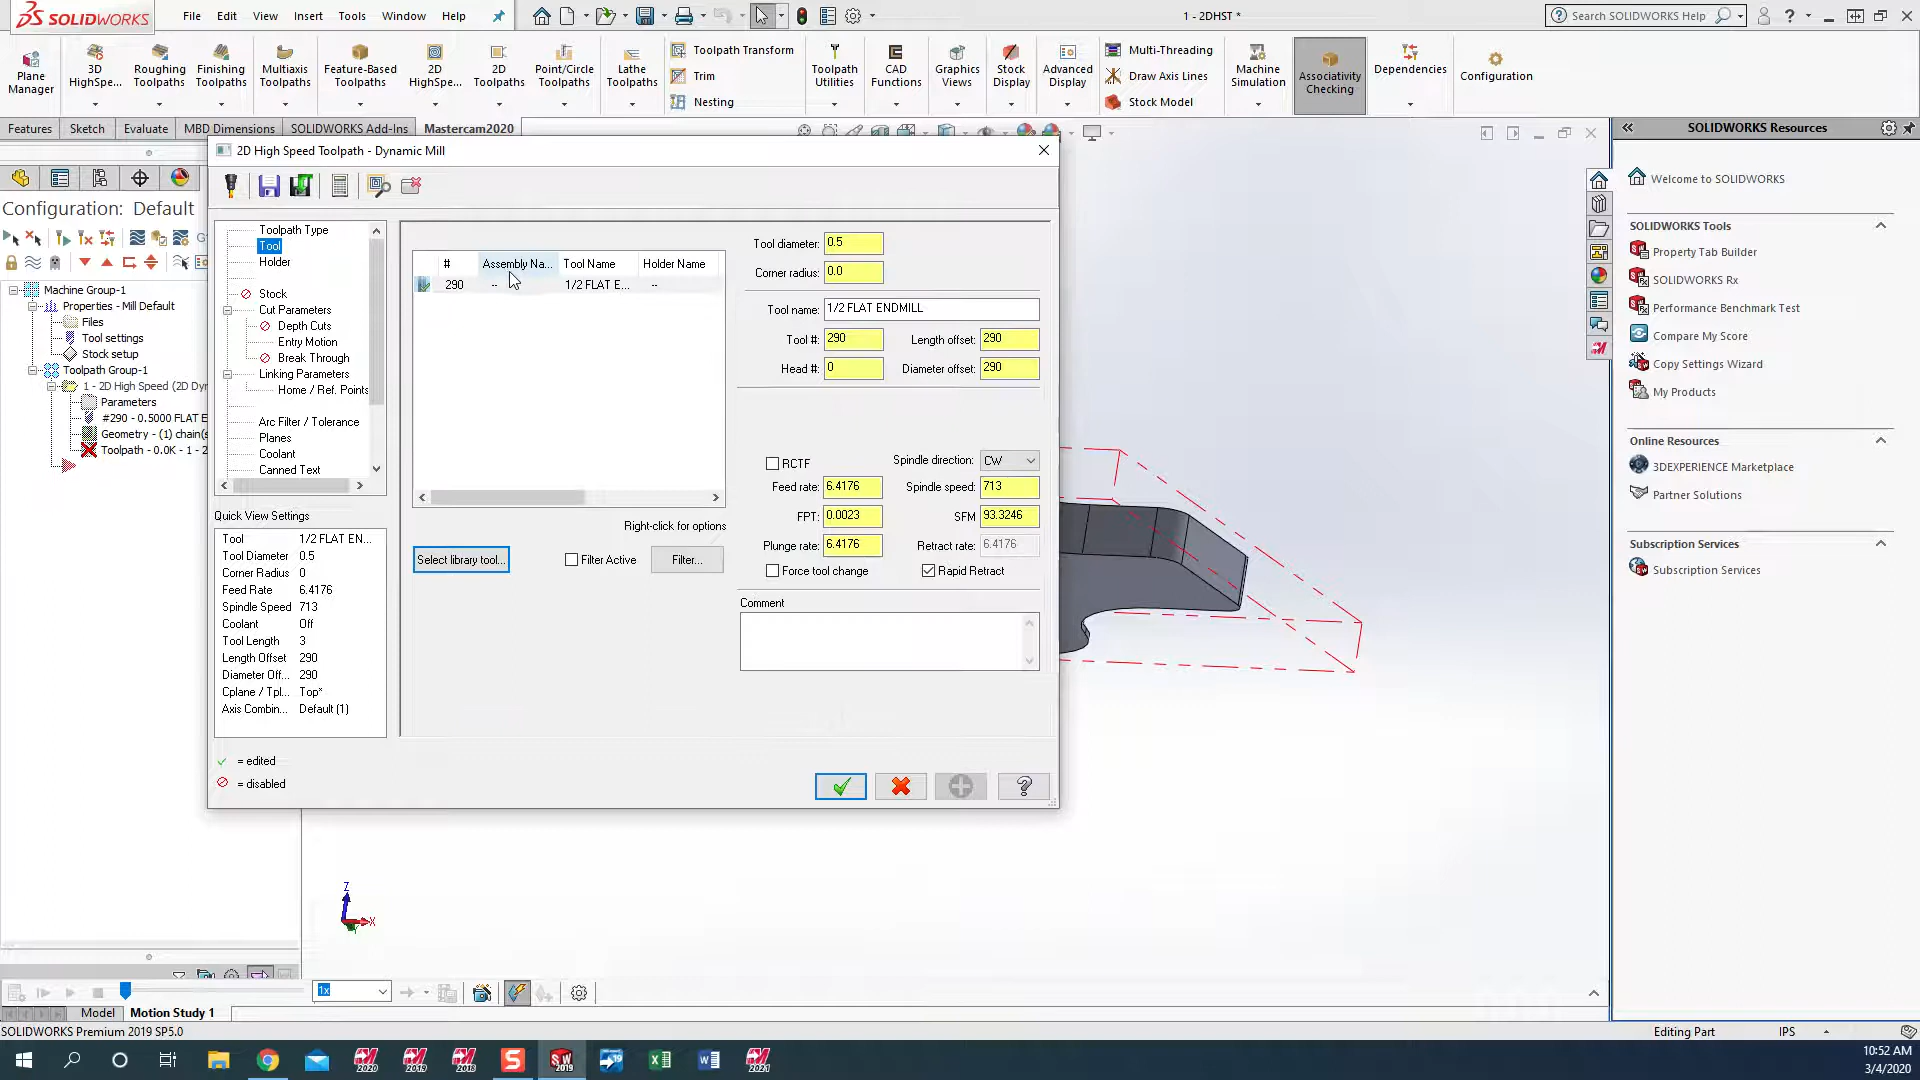 SOLIDWORKS File Edit View Insert Tools Window Help 1 - 2DHST * Search SOLIDWORKS Help
Plane Manager
3D HighSpe...
Roughing Toolpaths
Finishing Toolpaths
Multiaxis Toolpaths
Feature-Based Toolpaths
2D HighSpe...
2D Toolpaths
Point/Circle Toolpaths
Lathe Toolpaths
Toolpath Transform
Trim
Nesting
Toolpath Utilities
CAD Functions
Graphics Views
Stock Display
Advanced Display
Multi-Threading
Draw Axis Lines
Stock Model
Machine Simulation
Associativity Checking
Dependencies
Configuration
Features Sketch Evaluate MBD Dimensions SOLIDWORKS Add-Ins Mastercam2020
Configuration: Default
Machine Group-1
Properties - Mill Default
Files
Tool settings
Stock setup
Toolpath Group-1
1 - 2D High Speed (2D Dyr
Parameters
#290 - 0.5000 FLAT E
Geometry - (1) chain(s
Toolpath - 0.0K - 1 - 2
2D High Speed Toolpath - Dynamic Mill
Toolpath Type
Tool
Holder
Stock
Cut Parameters
Depth Cuts
Entry Motion
Break Through
Linking Parameters
Home / Ref. Points
Arc Filter / Tolerance
Planes
Coolant
Canned Text
Quick View Settings
Tool 1/2 FLAT EN...
Tool Diameter 0.5
Corner Radius 0
Feed Rate 6.4176
Spindle Speed 713
Coolant Off
Tool Length 3
Length Offset 290
Diameter Off... 290
Cplane / Tpl... Top*
Axis Combin... Default (1)
= edited
= disabled
# Assembly Na... Tool Name Holder Name
290 -- 1/2 FLAT E... --
Right-click for options
Select library tool... Filter Active Filter...
Tool diameter: 0.5
Corner radius: 0.0
Tool name: 1/2 FLAT ENDMILL
Tool #: 290 Length offset: 290
Head #: 0 Diameter offset: 290
RCTF Spindle direction: CW
Feed rate: 6.4176 Spindle speed: 713
FPT: 0.0023 SFM 93.3246
Plunge rate: 6.4176 Retract rate: 6.4176
Force tool change Rapid Retract
Comment
SOLIDWORKS Resources
Welcome to SOLIDWORKS
SOLIDWORKS Tools
Property Tab Builder
SOLIDWORKS Rx
Performance Benchmark Test
Compare My Score
Copy Settings Wizard
My Products
Online Resources
3DEXPERIENCE Marketplace
Partner Solutions
Subscription Services
Subscription Services
Z
X
1x
Model Motion Study 1
SOLIDWORKS Premium 2019 SP5.0 Editing Part IPS
2020 2019 2018 S SW 2019 2021
10:52 AM
3/4/2020